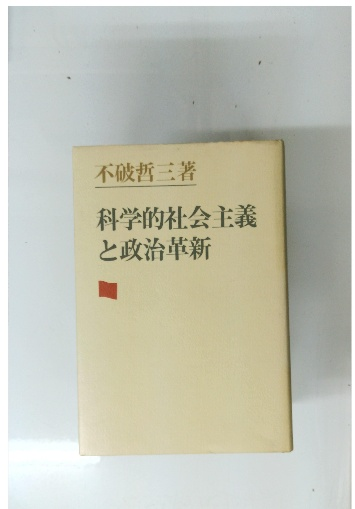 不破哲三著
科学的社会主義
と政治革新